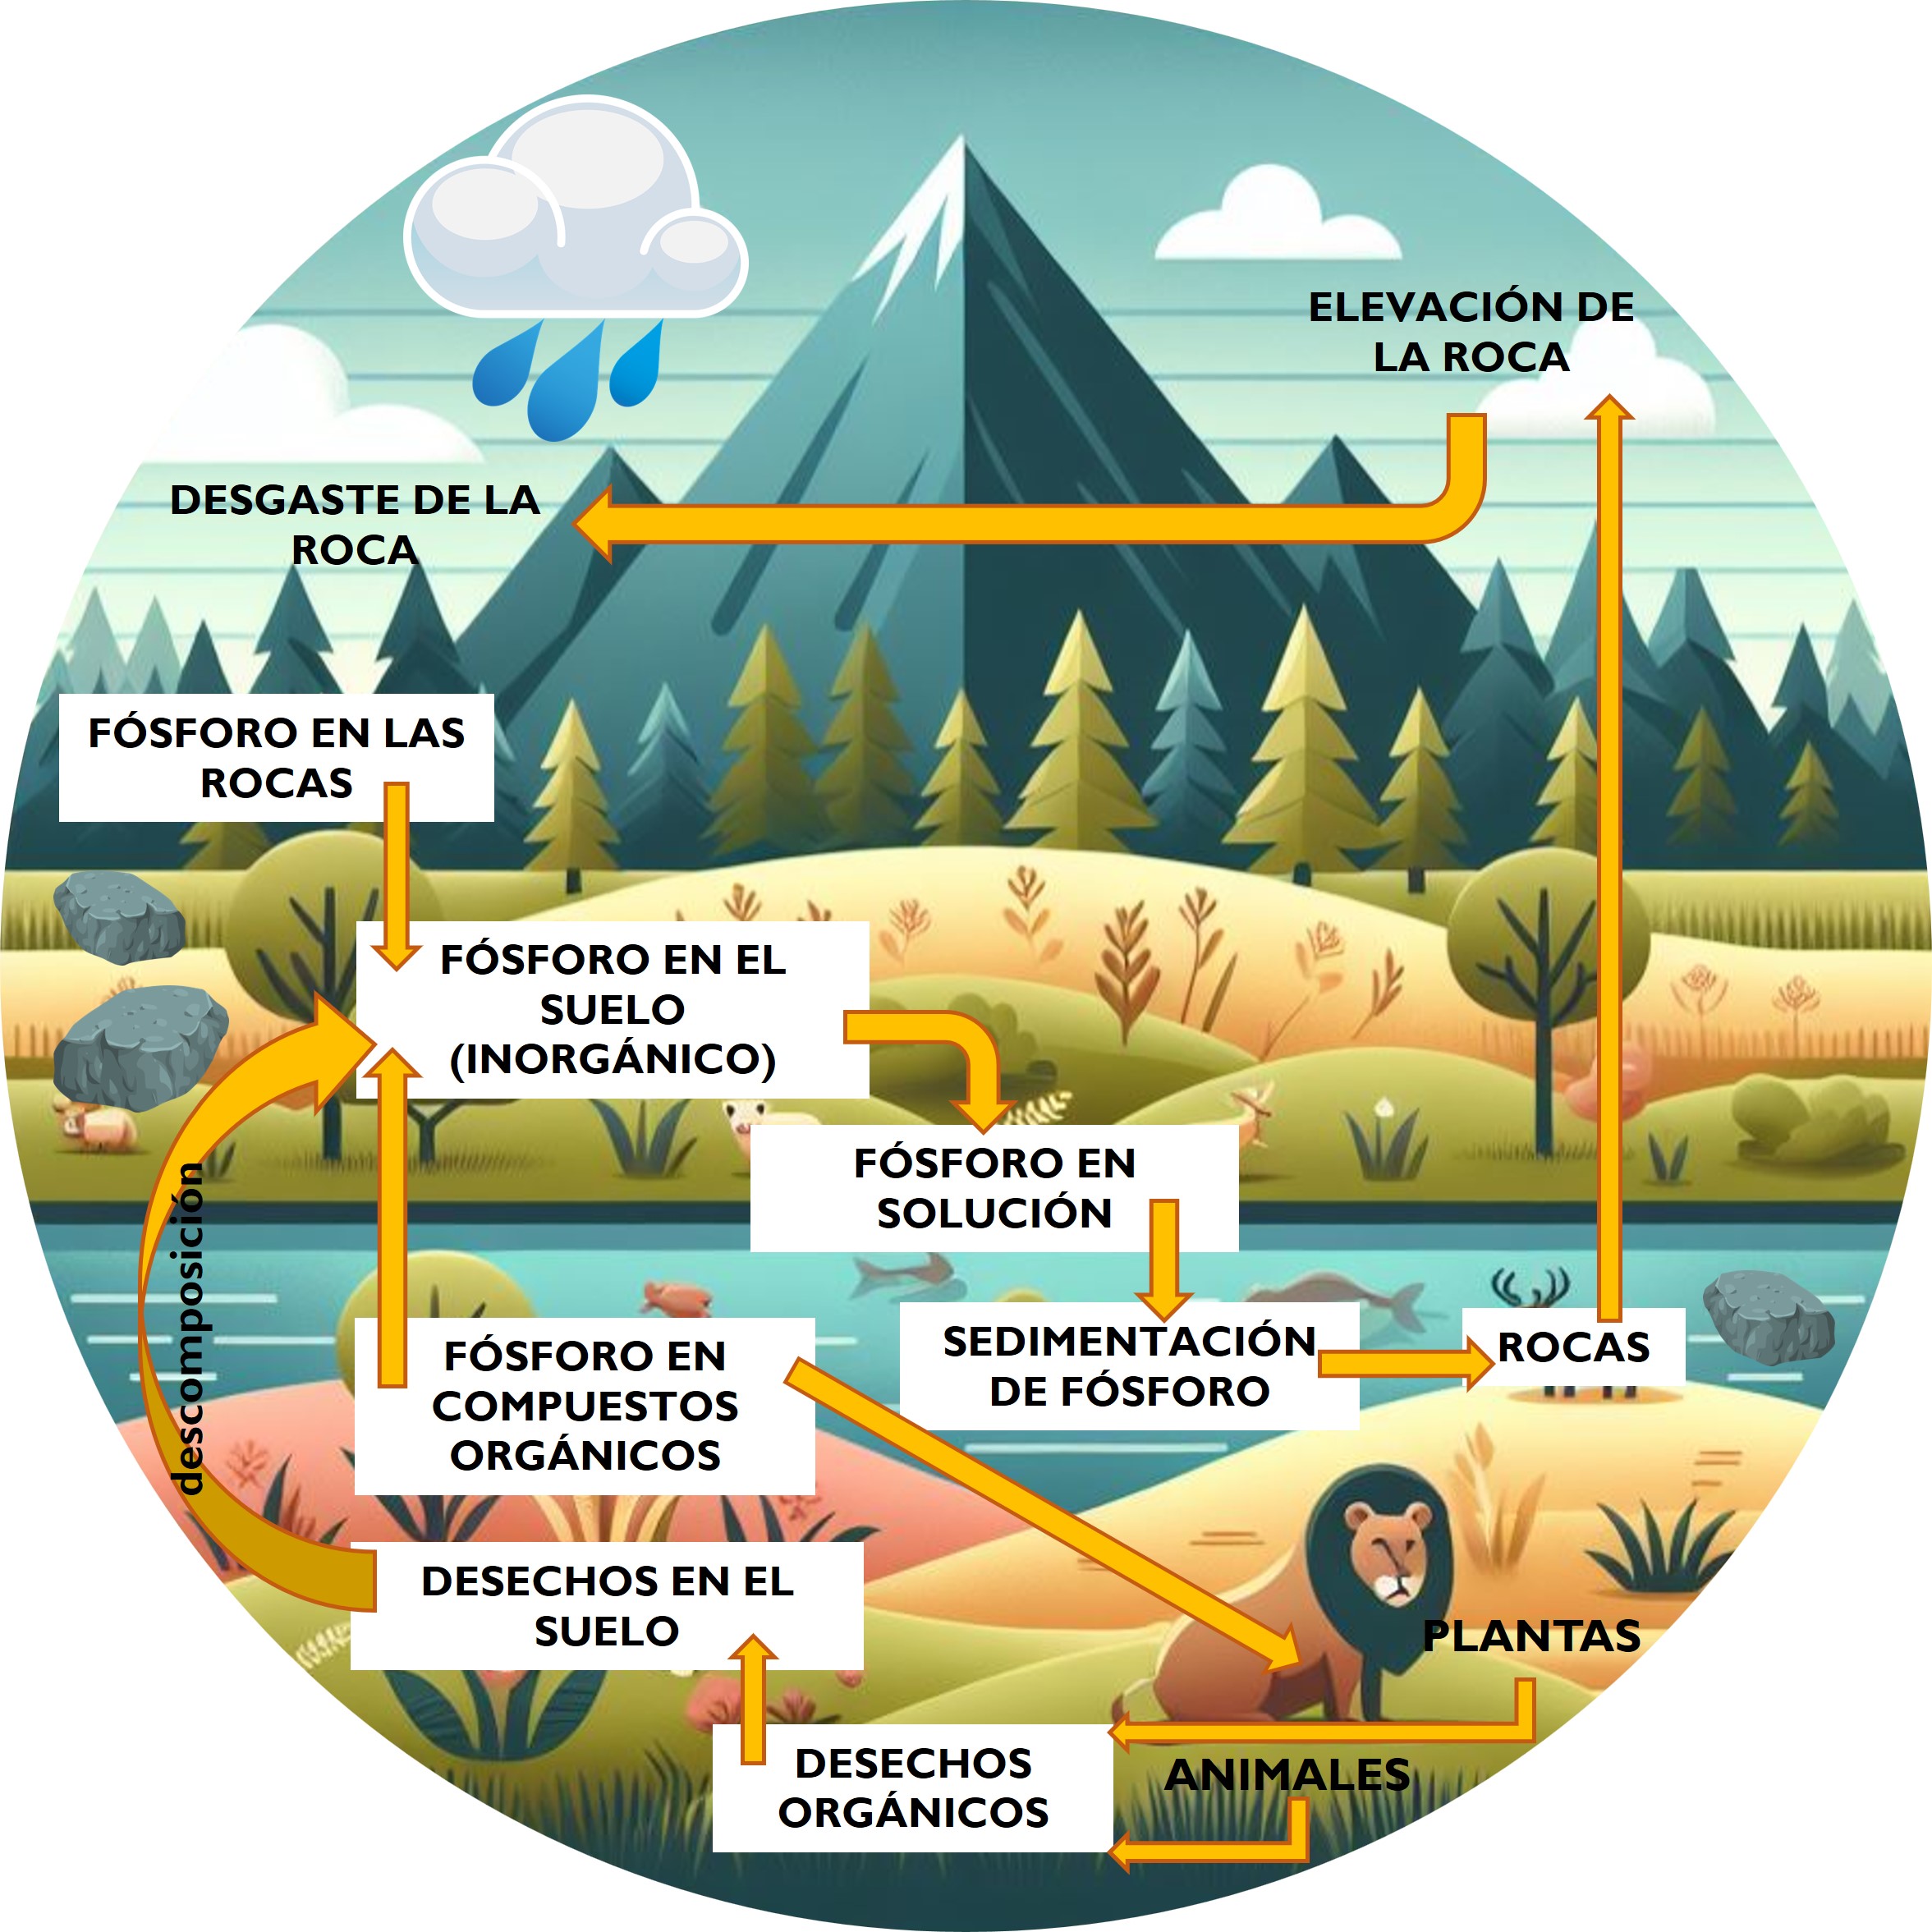 ELEVACIÓN DE
LA ROCA
DESGASTE DE LA
ROCA
FÓSFORO EN LAS
ROCAS
FÓSFORO EN EL
SUELO
(INORGÁNICO)
FÓSFORO EN
SOLUCIÓN
descomposición
SEDIMENTACIÓN
DE FÓSFORO
ROCAS
FÓSFORO EN
COMPUESTOS
ORGÁNICOS
DESECHOS EN EL
SUELO
PLANTAS
DESECHOS
ORGÁNICOS
ANIMALES